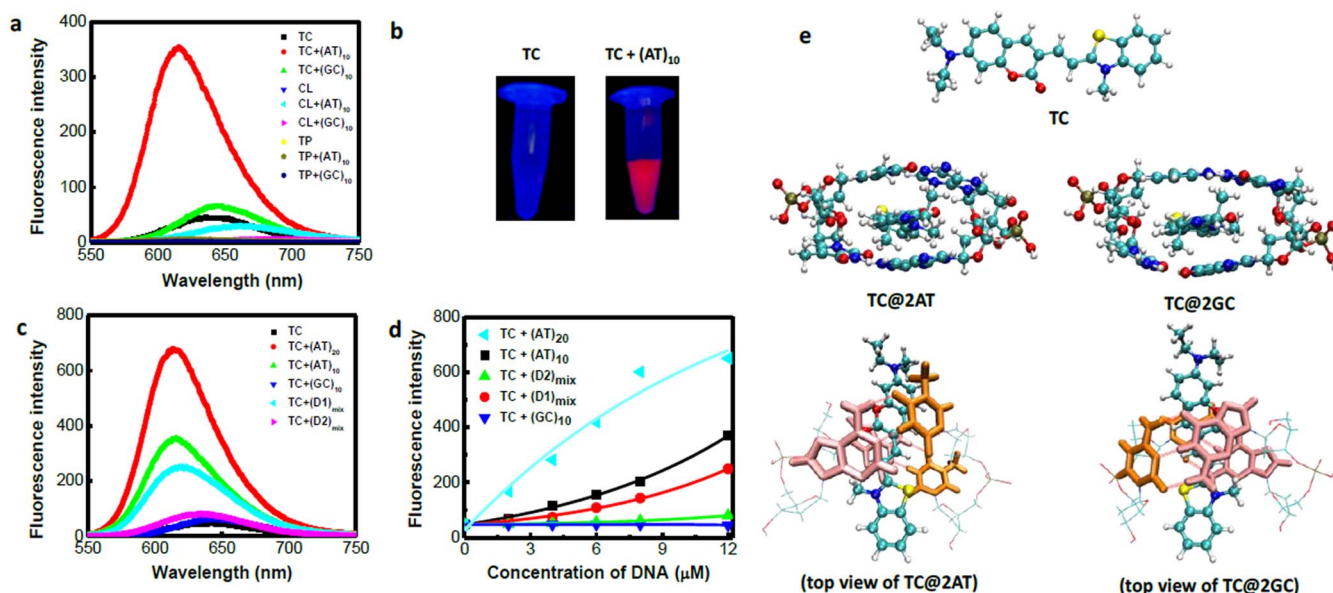 a
400
300
200
100
0
550 600 650 700 750
Fluorescence intensity
Wavelength (nm)
TC
TC+(AT)10
TC+(GC)10
CL
CL+(AT)10
CL+(GC)10
TP
TP+(AT)10
TP+(GC)10
b
TC TC + (AT)10
c
800
600
400
200
0
550 600 650 700 750
Fluorescence intensity
Wavelength (nm)
TC
TC+(AT)20
TC+(AT)10
TC+(GC)10
TC+(D1)mix
TC+(D2)mix
d
800
600
400
200
0
0 3 6 9 12
Fluorescence intensity
Concentration of DNA (μM)
TC + (AT)20
TC + (AT)10
TC + (D2)mix
TC + (D1)mix
TC + (GC)10
e
TC
TC@2AT TC@2GC
(top view of TC@2AT) (top view of TC@2GC)